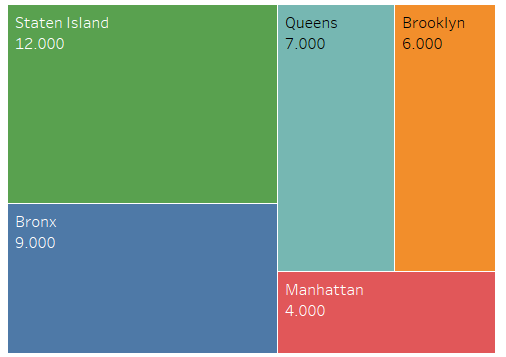 Staten Island
12.000
Queens
7.000
Brooklyn
6.000
Bronx
9.000
Manhattan
4.000